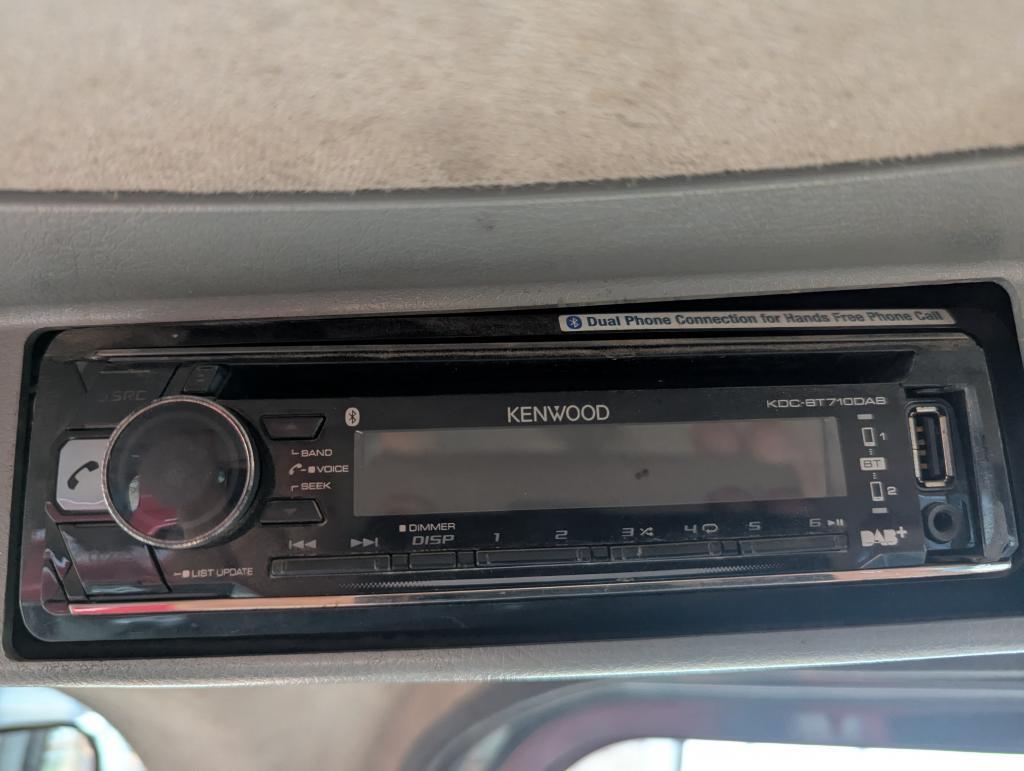 Dual Phone Connection for Hands Free Phone Call
SRC
KENWOOD
KDC-BT710DAB
BAND
VOICE
SEEK
1
BT
2
DIMMER
DISP
1 2 3 4 5 6
DAB+
LIST UPDATE